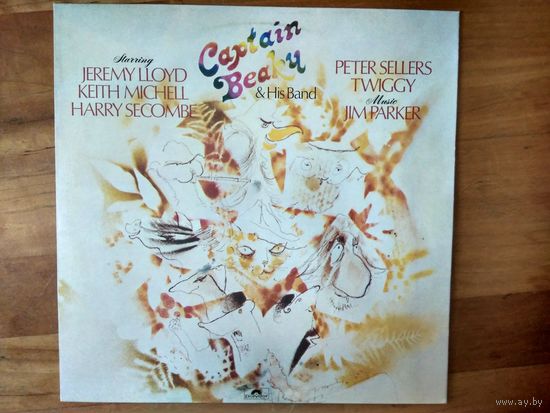 Captain
Beaky
& His Band
Starring
JEREMY LLOYD
KEITH MICHELL
HARRY SECOMBE
PETER SELLERS
TWIGGY
Music
JIM PARKER
www.ay.by